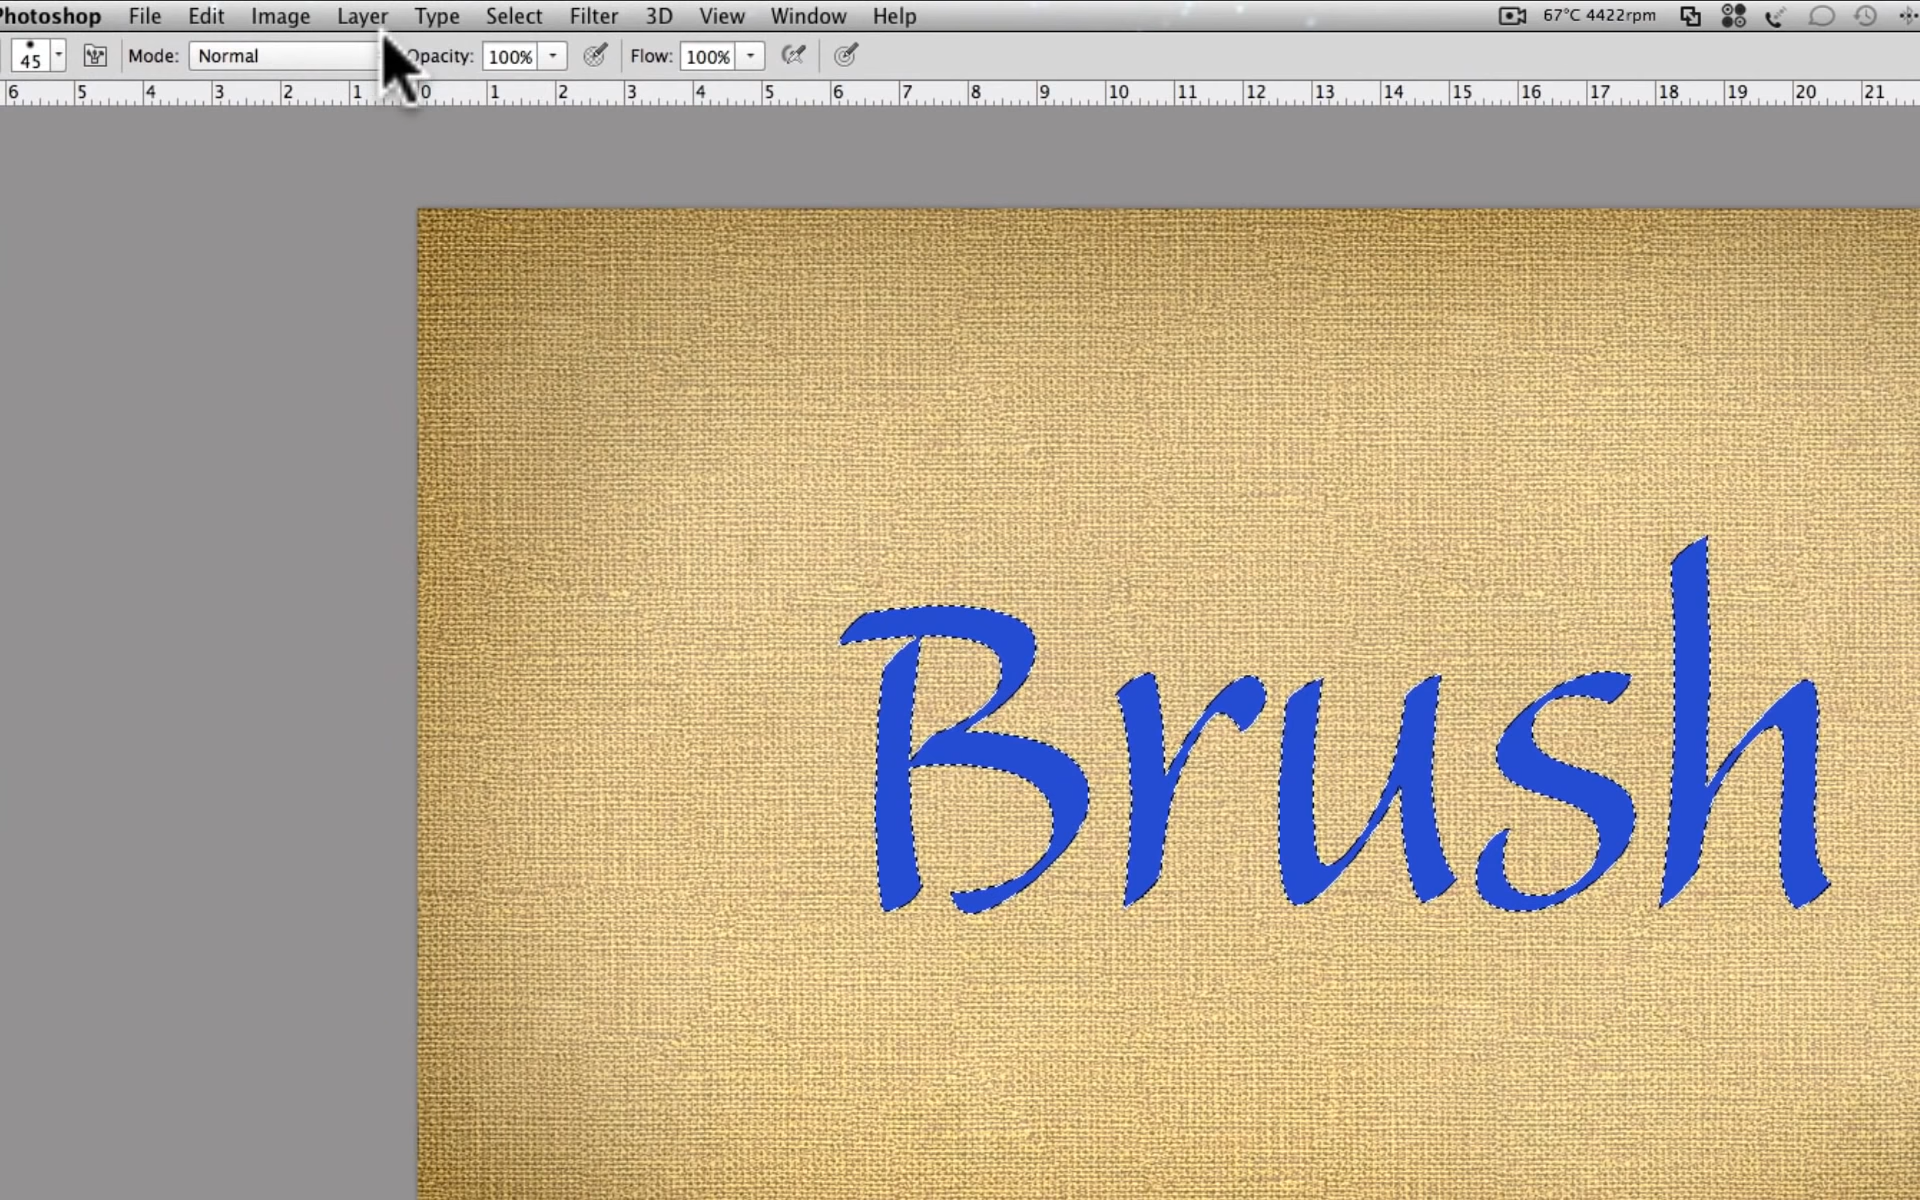 Photoshop File Edit Image Layer Type Select Filter 3D View Window Help 67°C 4422rpm
45 Mode: Normal Opacity: 100% Flow: 100%
6 5 4 3 2 1 0 1 2 3 4 5 6 7 8 9 10 11 12 13 14 15 16 17 18 19 20 21
Brush